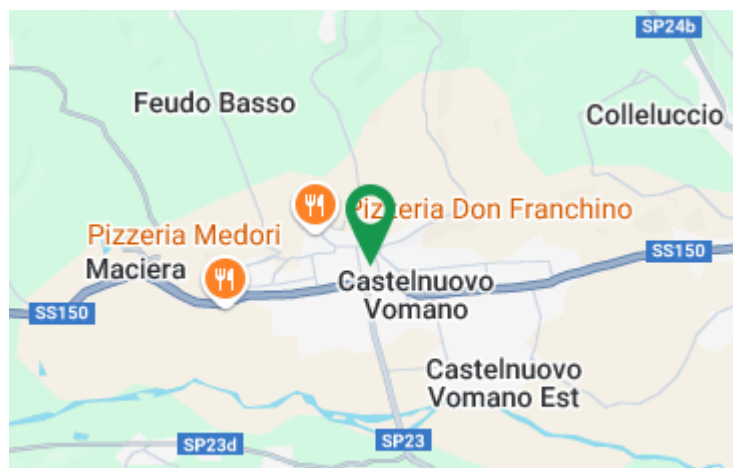 SP24b
Feudo Basso
Colleluccio
Pizzeria Don Franchino
Pizzeria Medori
SS150
Maciera
Castelnuovo
Vomano
SS150
Castelnuovo
Vomano Est
SP23d
SP23